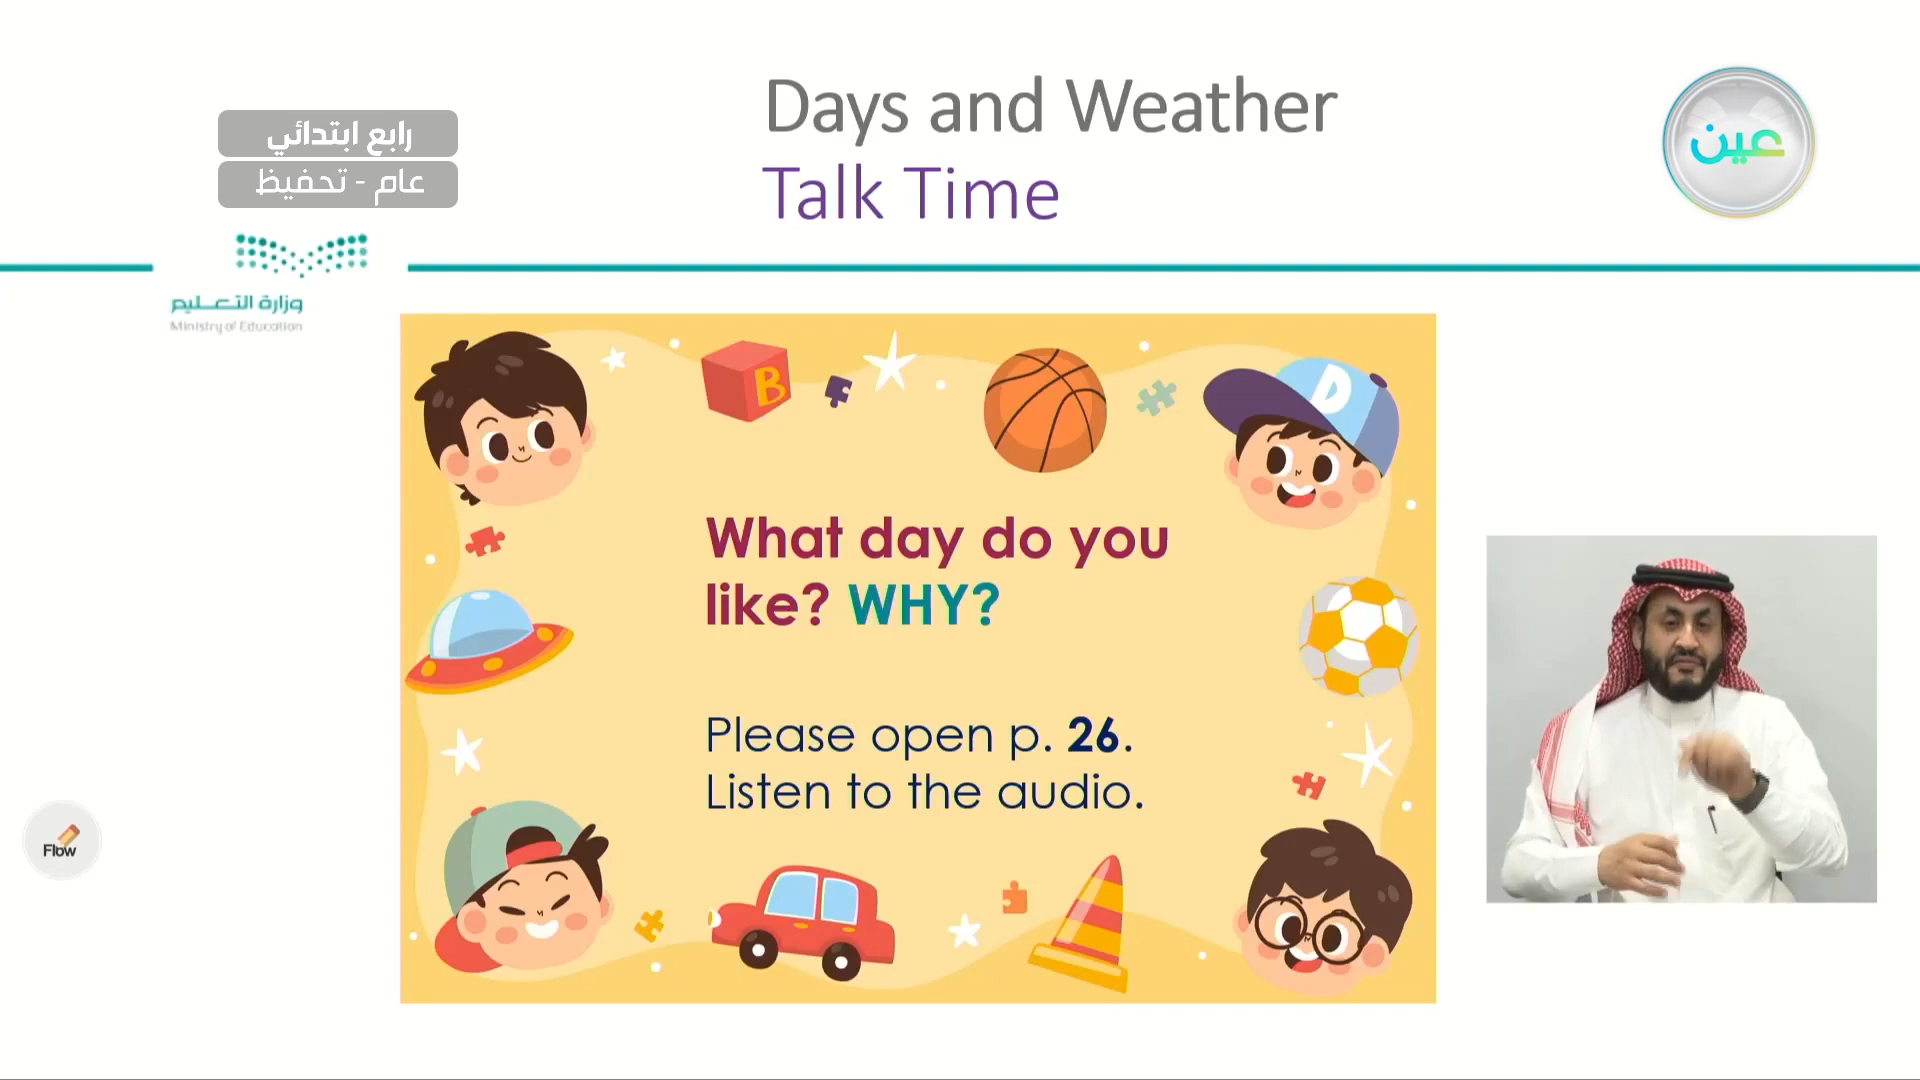 Days and Weather
Talk Time
رابع ابتدائي
عام - تحفيظ
عين
وزارة التعليم
Ministry of Education
B
D
What day do you
like? WHY?
Please open p. 26.
Listen to the audio.
Flow